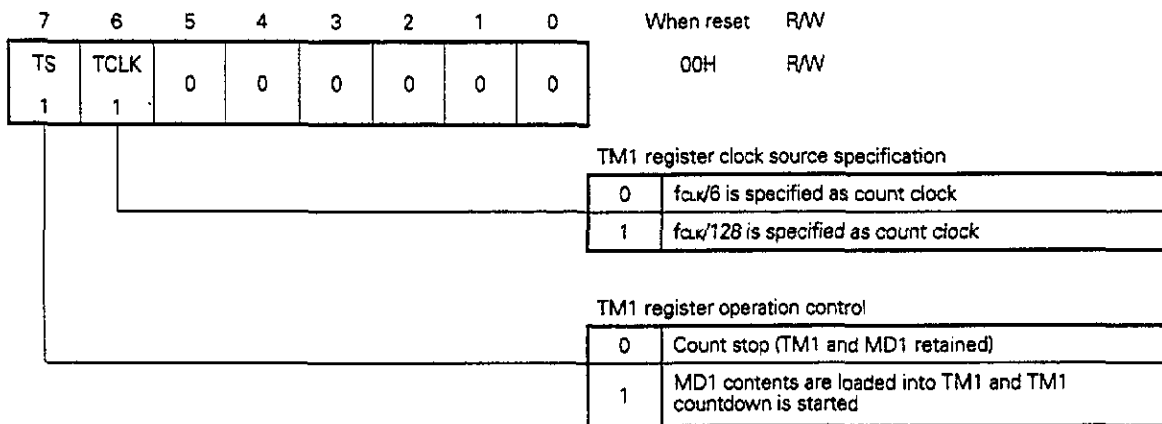 7 6 5 4 3 2 1 0 When reset R/W
TS TCLK 0 0 0 0 0 0 00H R/W
1 1
TM1 register clock source specification
0 fCLK/6 is specified as count clock
1 fCLK/128 is specified as count clock
TM1 register operation control
0 Count stop (TM1 and MD1 retained)
1 MD1 contents are loaded into TM1 and TM1
countdown is started